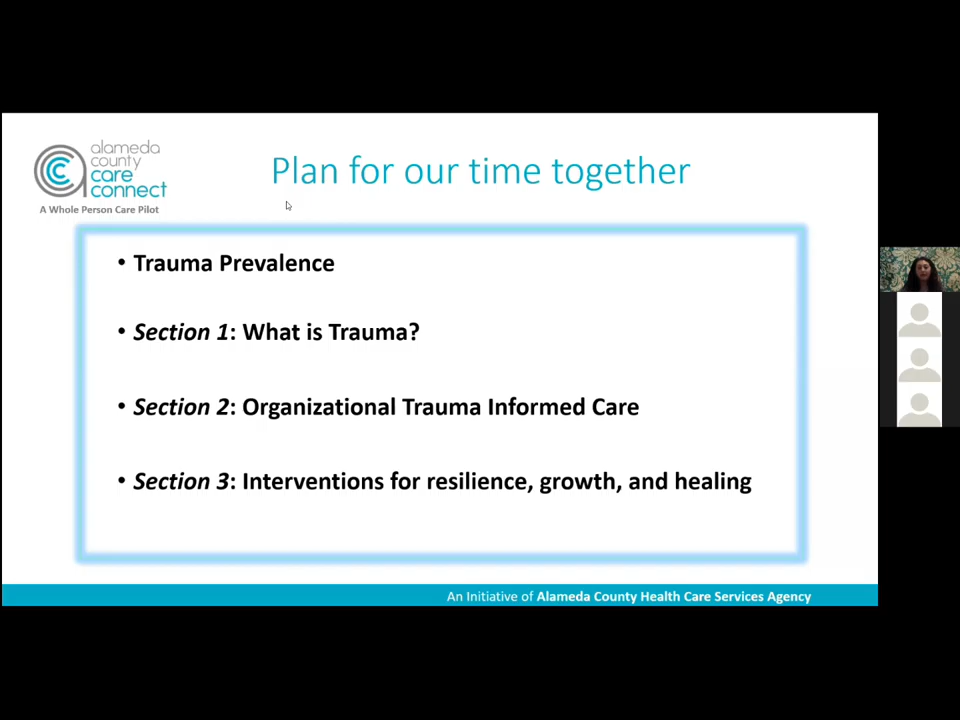 alameda
county
care
connect
A Whole Person Care Pilot
Plan for our time together
• Trauma Prevalence
• Section 1: What is Trauma?
• Section 2: Organizational Trauma Informed Care
• Section 3: Interventions for resilience, growth, and healing
An Initiative of Alameda County Health Care Services Agency